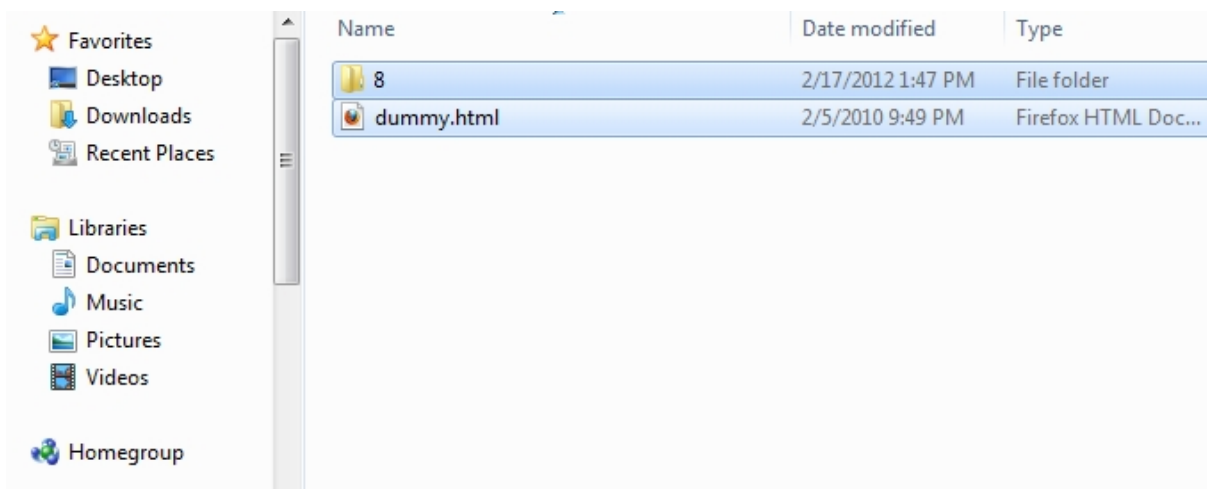 Favorites
Desktop
Downloads
Recent Places
Libraries
Documents
Music
Pictures
Videos
Homegroup
Name Date modified Type
8 2/17/2012 1:47 PM File folder
dummy.html 2/5/2010 9:49 PM Firefox HTML Doc...